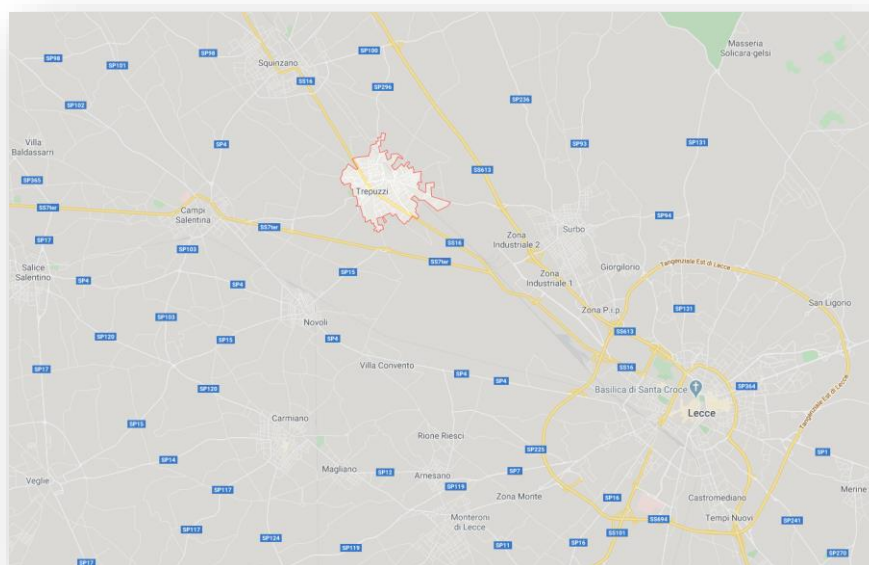 Masseria
Solicara-gelsi
SP98
SP100
SP98
SP101
Squinzano
SS16
SP296
SP236
SP102
SP4
SP93
SP131
Villa
Baldassarri
SP365
Trepuzzi
SS613
SS7ter
Campi
Salentina
SS7ter
SP94
Surbo
Zona
Industriale 2
SS16
SP17
SP103
SS7ter
Tangenziale Est di Lecce
Giorgilorio
Salice
Salentino
SP4
SP4
SP15
Zona
Industriale 1
San Ligorio
SP103
Novoli
Zona P.i.p
SP131
SP120
SP15
SP4
SS613
Villa Convento
SS16
SP17
SP4
SP4
SP120
Basilica di Santa Croce
SP364
Tangenziale Est di Lecce
Lecce
Carmiano
SP15
Rione Riesci
SP225
SP1
SP14
Magliano
SP12
Arnesano
SP7
Veglie
SP117
SP119
Zona Monte
SP16
Castromediano
Merine
SP117
Monteroni
di Lecce
SS694
Tempi Nuovi
SP241
SS101
SP124
SP119
SP11
SP16
SP17
SP270